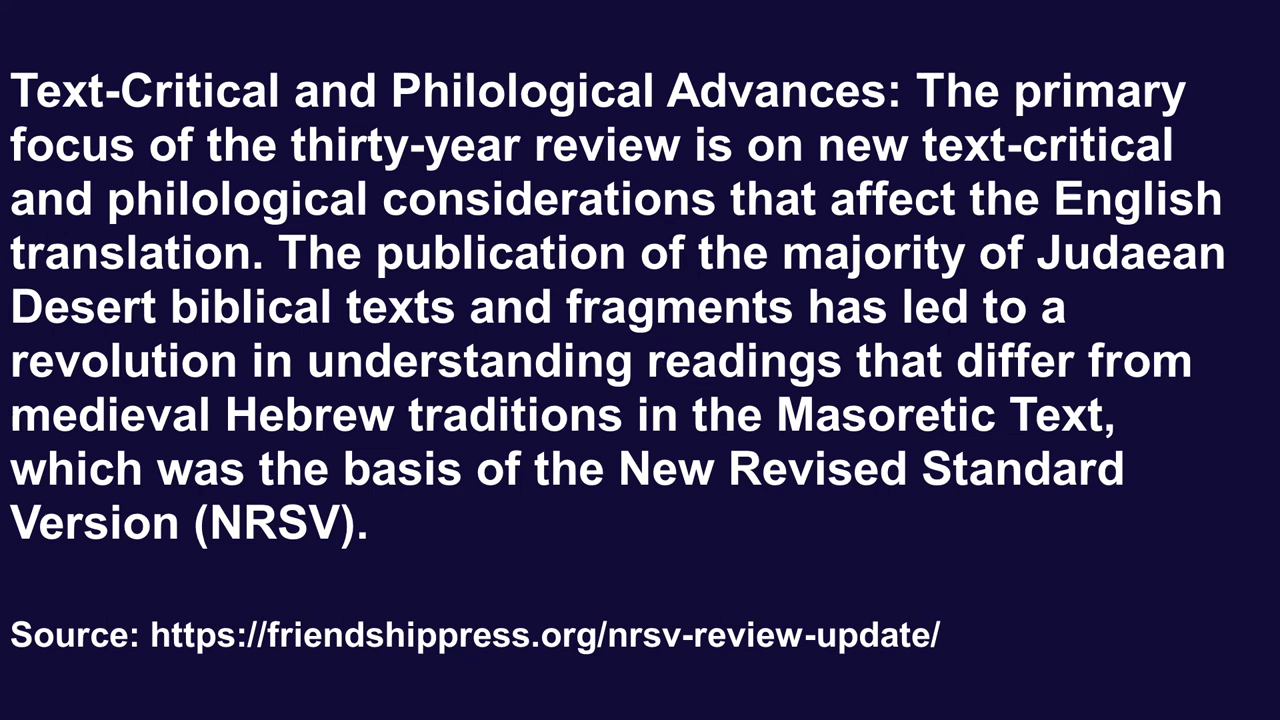 Text-Critical and Philological Advances: The primary
focus of the thirty-year review is on new text-critical
and philological considerations that affect the English
translation. The publication of the majority of Judaean
Desert biblical texts and fragments has led to a
revolution in understanding readings that differ from
medieval Hebrew traditions in the Masoretic Text,
which was the basis of the New Revised Standard
Version (NRSV).
Source: https://friendshippress.org/nrsv-review-update/